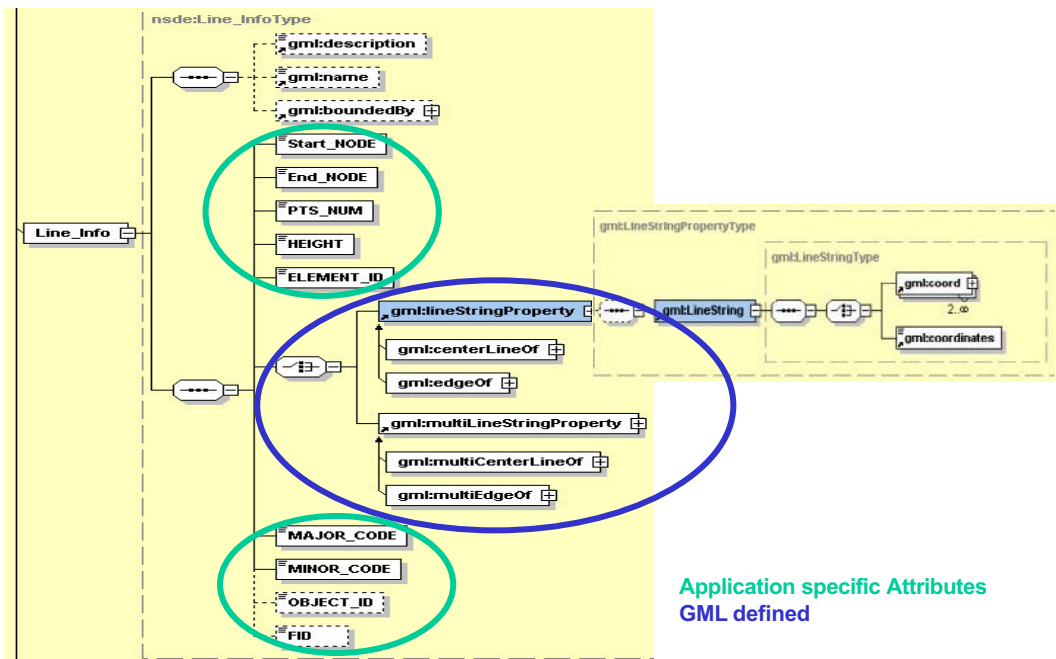 nsde:Line_InfoType
gml:description
gml:name
gml:boundedBy
Start_NODE
End_NODE
PTS_NUM
Line_Info
HEIGHT
ELEMENT_ID
gml:LineStringPropertyType
gml:LineStringType
gml:lineStringProperty
gml:LineString
gml:coord
2..∞
gml:coordinates
gml:centerLineOf
gml:edgeOf
gml:multiLineStringProperty
gml:multiCenterLineOf
gml:multiEdgeOf
MAJOR_CODE
MINOR_CODE
OBJECT_ID
FID
Application specific Attributes
GML defined